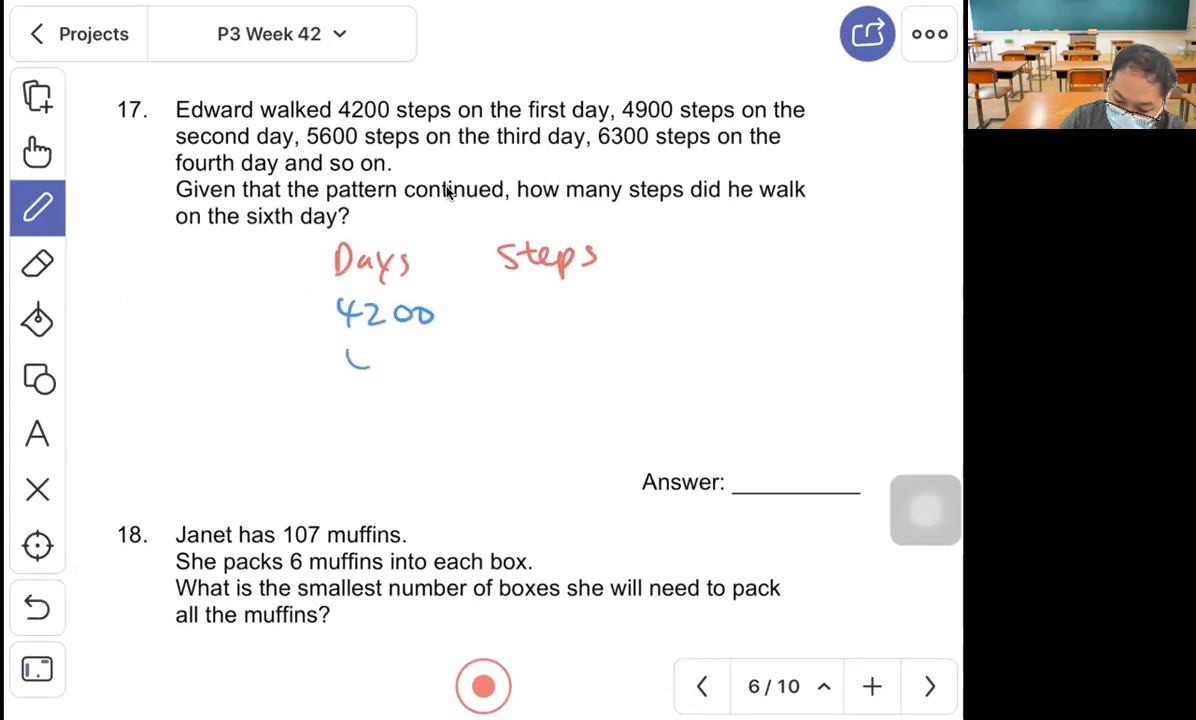 Projects
P3 Week 42
17. Edward walked 4200 steps on the first day, 4900 steps on the
second day, 5600 steps on the third day, 6300 steps on the
fourth day and so on.
Given that the pattern continued, how many steps did he walk
on the sixth day?
Days Steps
4200
Answer: __________
18. Janet has 107 muffins.
She packs 6 muffins into each box.
What is the smallest number of boxes she will need to pack
all the muffins?
6 / 10